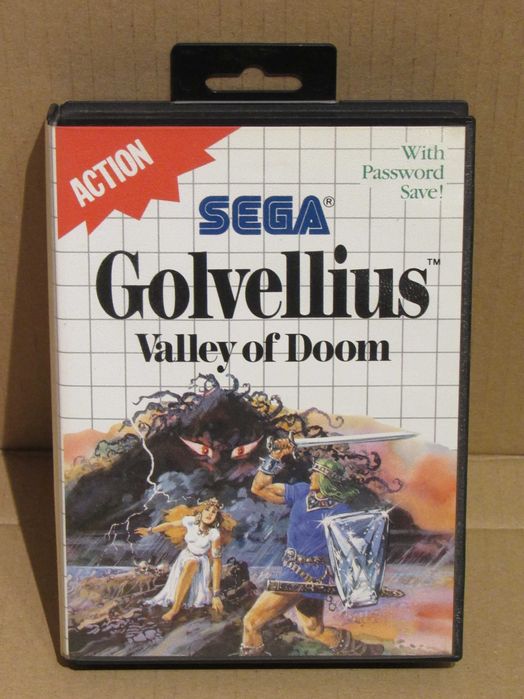 ACTION
With
Password
Save!
SEGA®
Golvellius™
Valley of Doom